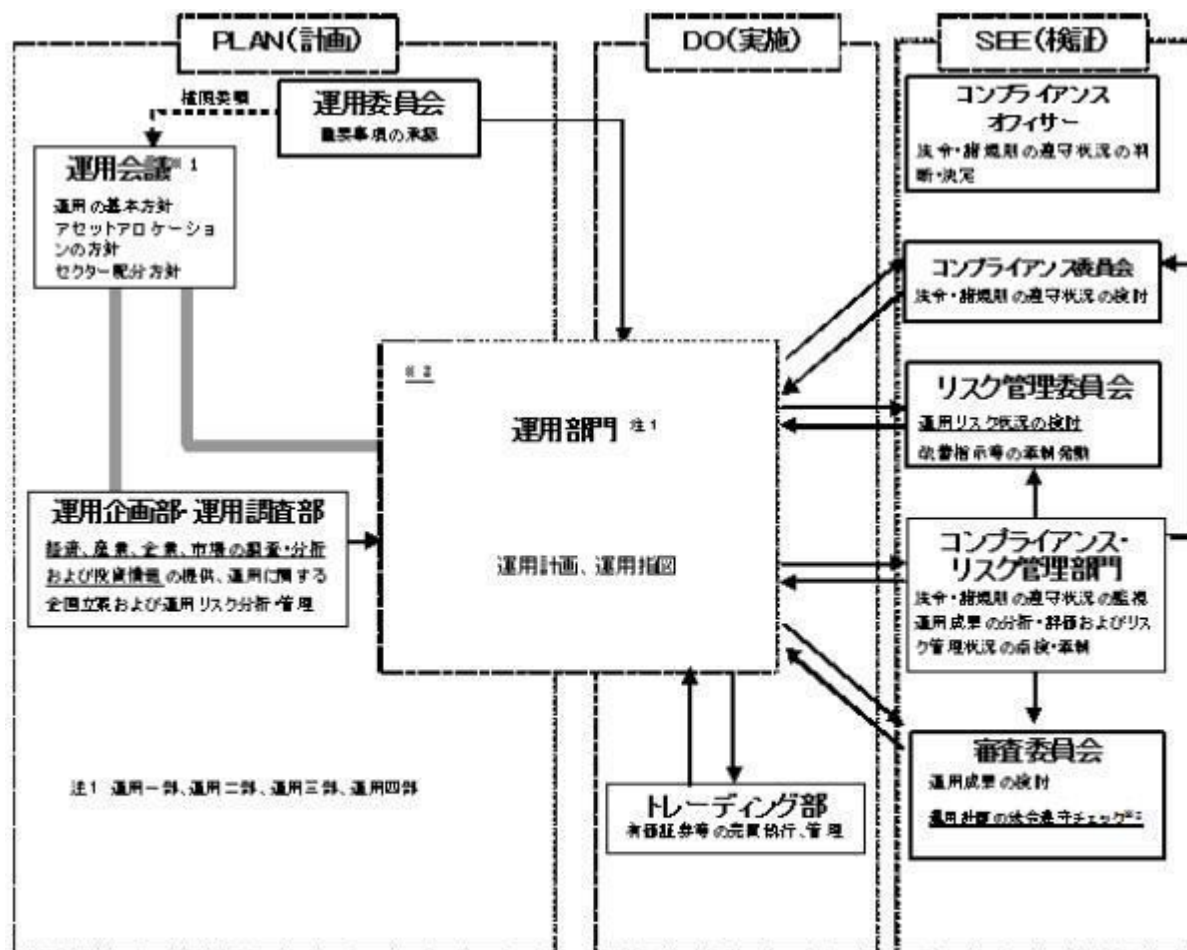 PLAN(計画)
DO(実施)
SEE(検証)
権限委嘱
運用委員会
重要事項の承認
運用会議※1
運用の基本方針
アセットアロケーショ
ンの方針
セクター配分方針
運用企画部・運用調査部
経済、産業、企業、市場の調査・分析
および投資情報の提供、運用に関する
企画立案および運用リスク分析・管理
※2
運用部門 注1
運用計画、運用指図
注1 運用一部、運用二部、運用三部、運用四部
トレーディング部
有価証券等の売買執行、管理
コンプライアンス
オフィサー
法令・諸規則の遵守状況の判
断・決定
コンプライアンス委員会
法令・諸規則の遵守状況の検討
リスク管理委員会
運用リスク状況の検討
改善指示等の牽制発動
コンプライアンス・
リスク管理部門
法令・諸規則の遵守状況の監視
運用成果の分析・評価およびリス
ク管理状況の点検・牽制
審査委員会
運用成果の検討
運用計画の法令遵守チェック